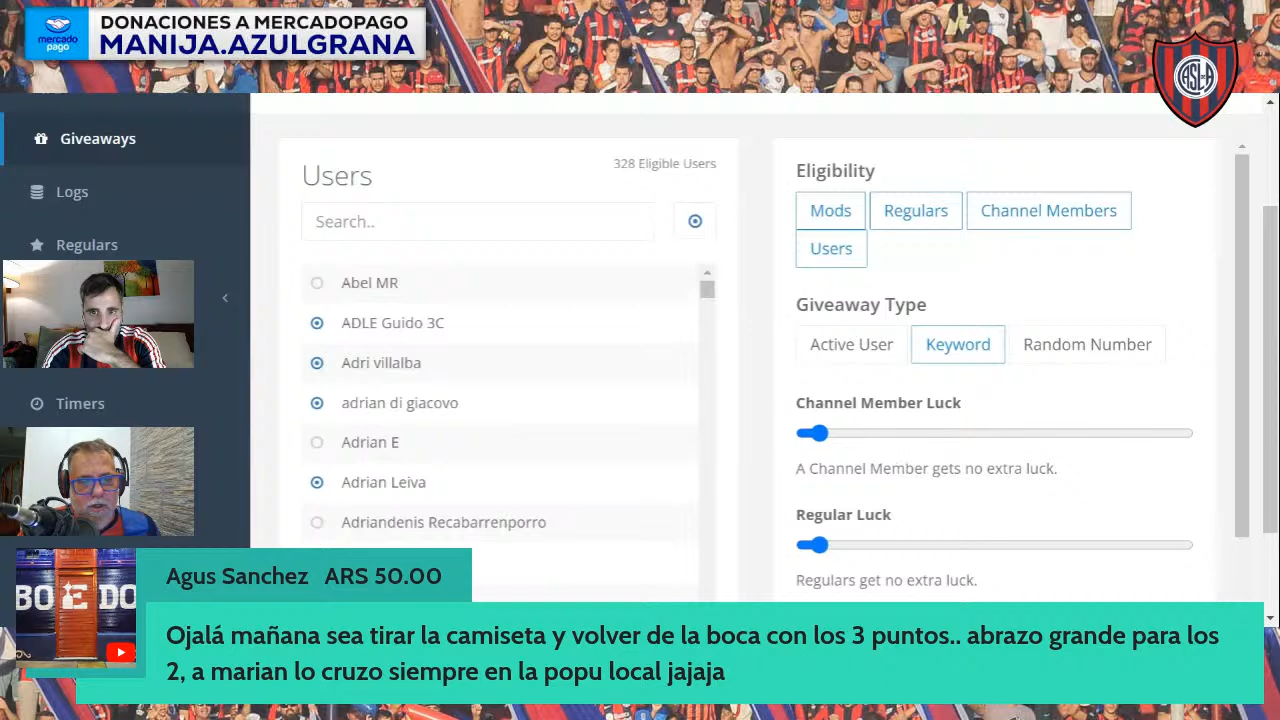 mercado
pago
DONACIONES A MERCADOPAGO
MANIJA.AZULGRANA
CASLA
Giveaways
Logs
Regulars
Timers
Users
328 Eligible Users
Search..
Abel MR
ADLE Guido 3C
Adri villalba
adrian di giacovo
Adrian E
Adrian Leiva
Adriandenis Recabarrenporro
Eligibility
Mods
Regulars
Channel Members
Users
Giveaway Type
Active User
Keyword
Random Number
Channel Member Luck
A Channel Member gets no extra luck.
Regular Luck
Regulars get no extra luck.
BOEDO
Agus Sanchez ARS 50.00
Ojalá mañana sea tirar la camiseta y volver de la boca con los 3 puntos.. abrazo grande para los
2, a marian lo cruzo siempre en la popu local jajaja